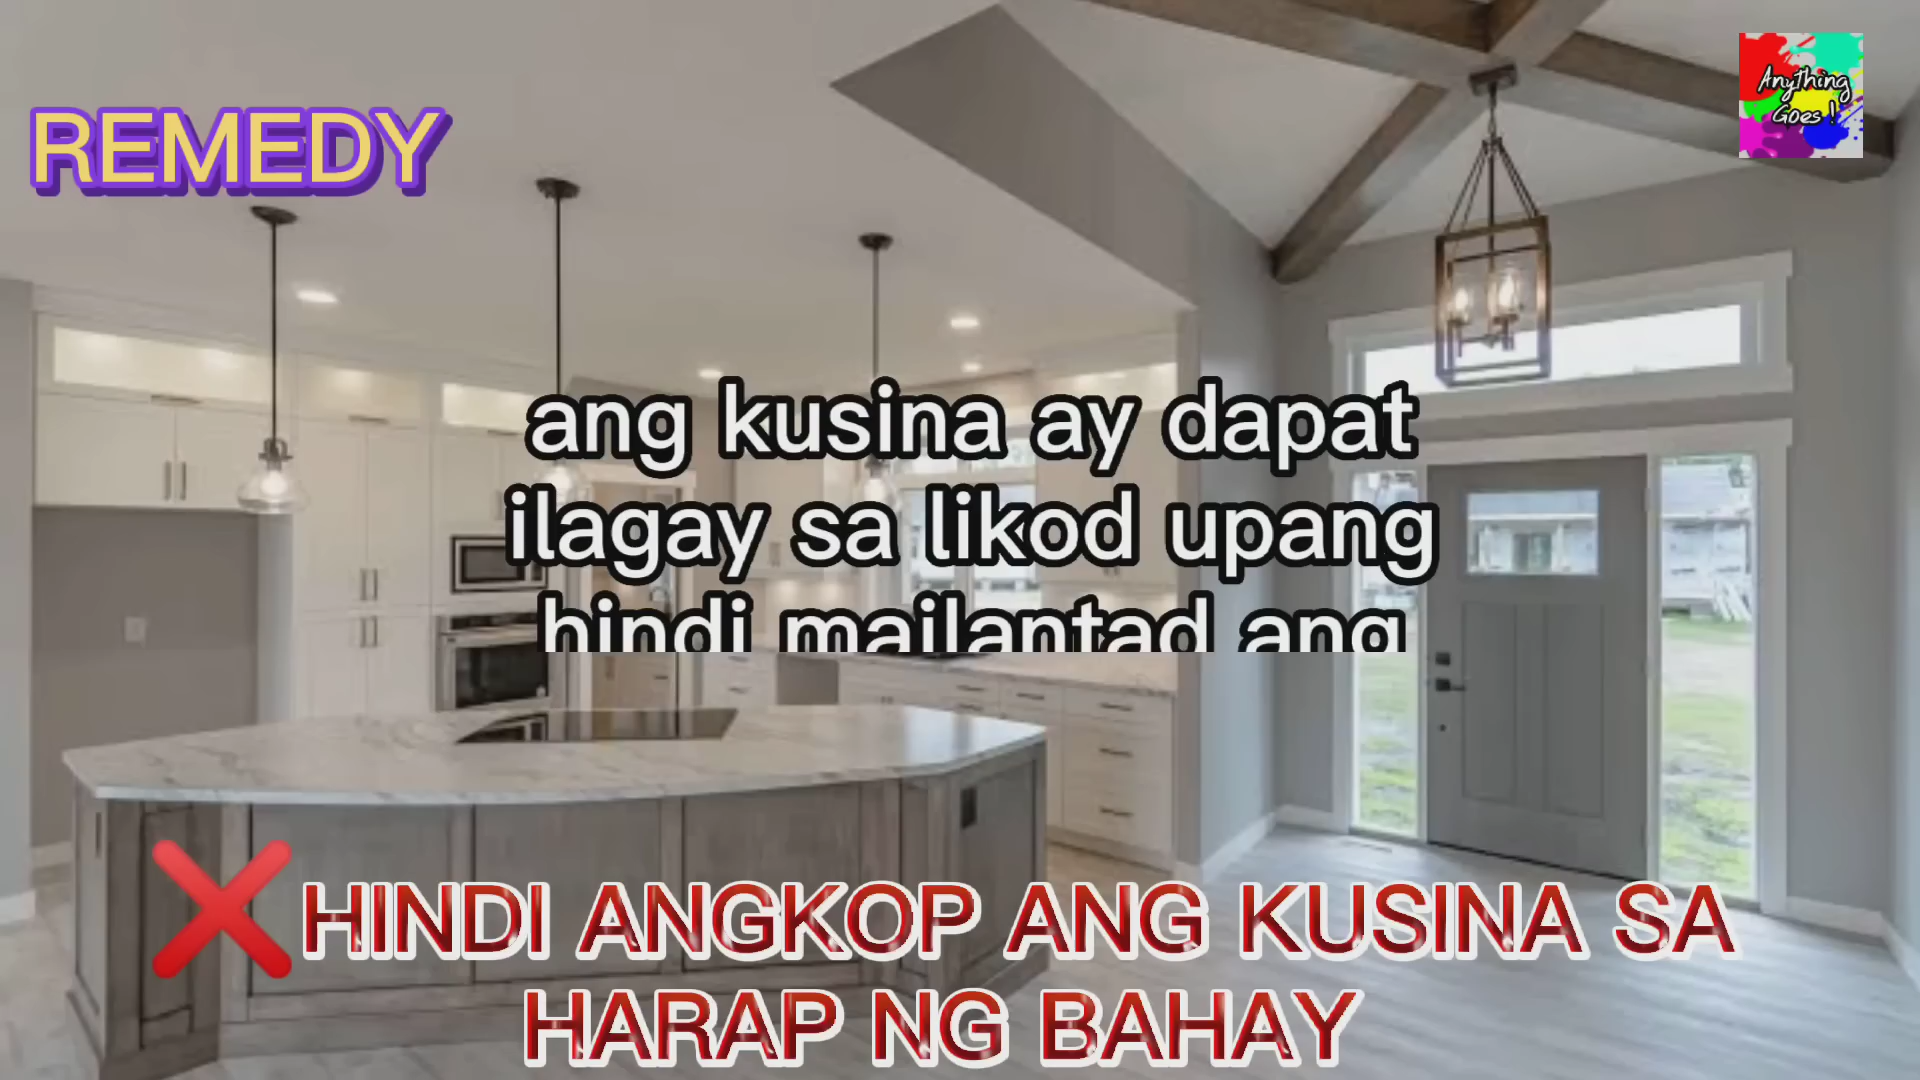 REMEDY
Anything
Goes!
ang kusina ay dapat
ilagay sa likod upang
hindi mailantad ang
❌HINDI ANGKOP ANG KUSINA SA
HARAP NG BAHAY